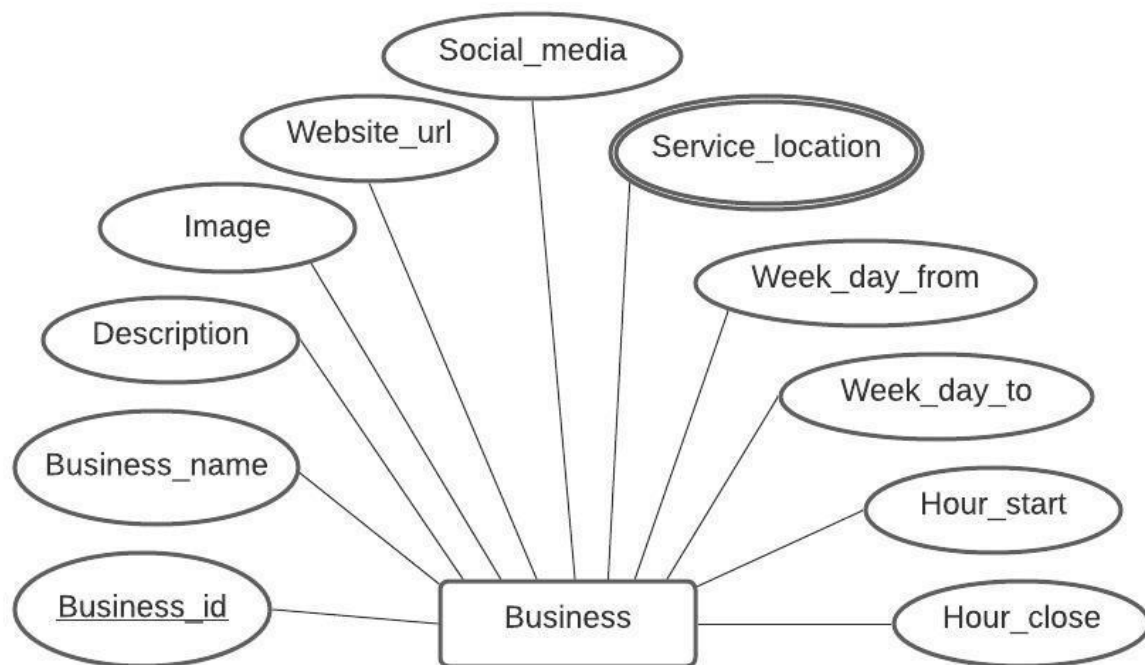 Social_media
Website_url
Service_location
Image
Week_day_from
Description
Week_day_to
Business_name
Hour_start
Business_id
Business
Hour_close